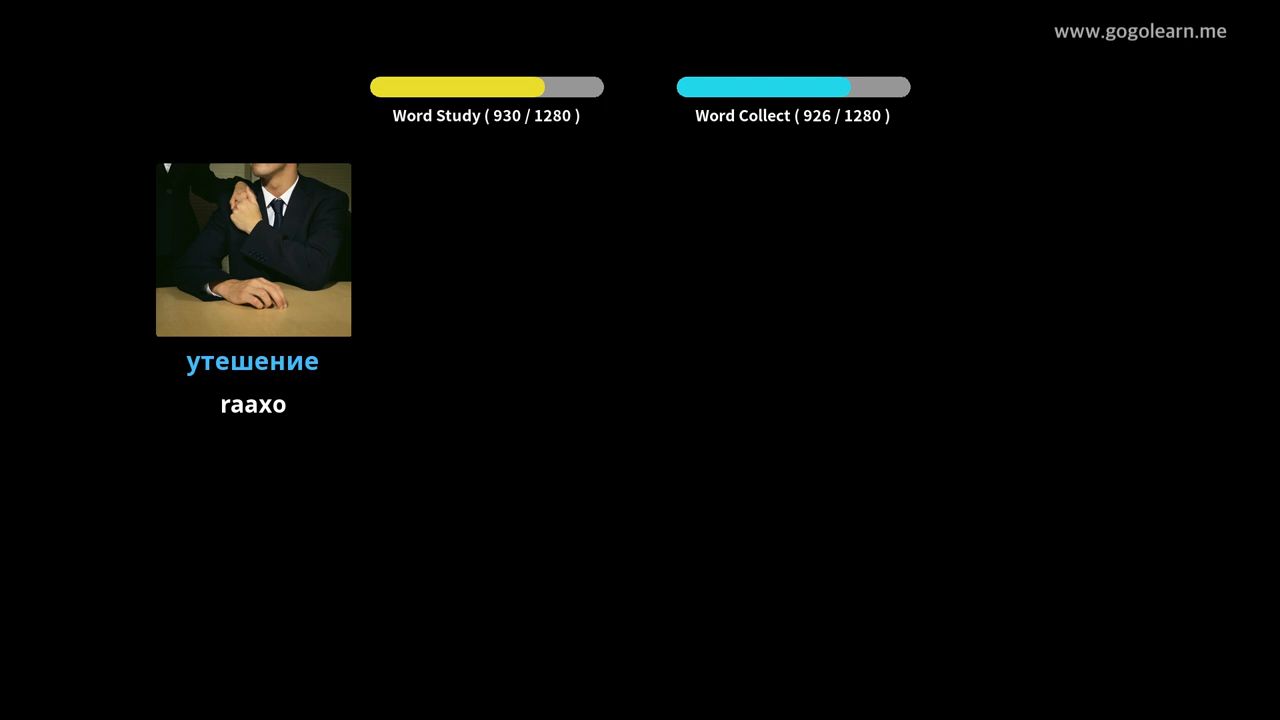 www.gogolearn.me
Word Study ( 930 / 1280 )
Word Collect ( 926 / 1280 )
утешение
raaxo